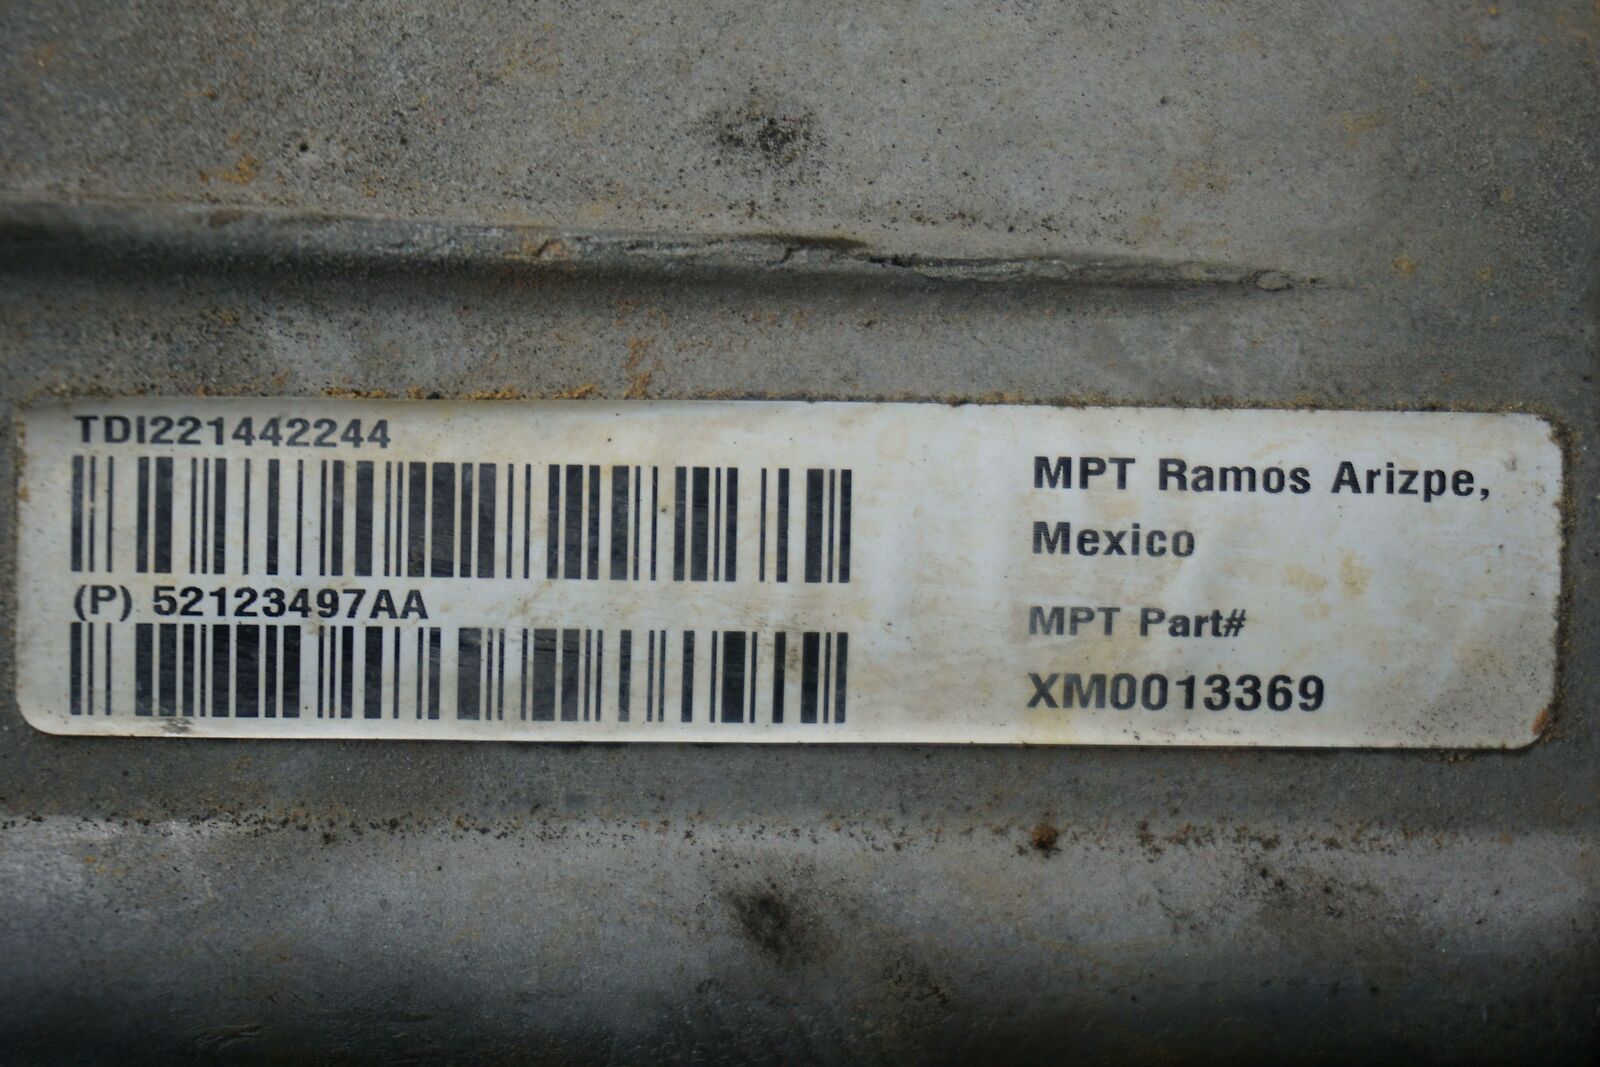 TDI221442244
(P) 52123497AA
MPT Ramos Arizpe,
Mexico
MPT Part#
XM0013369